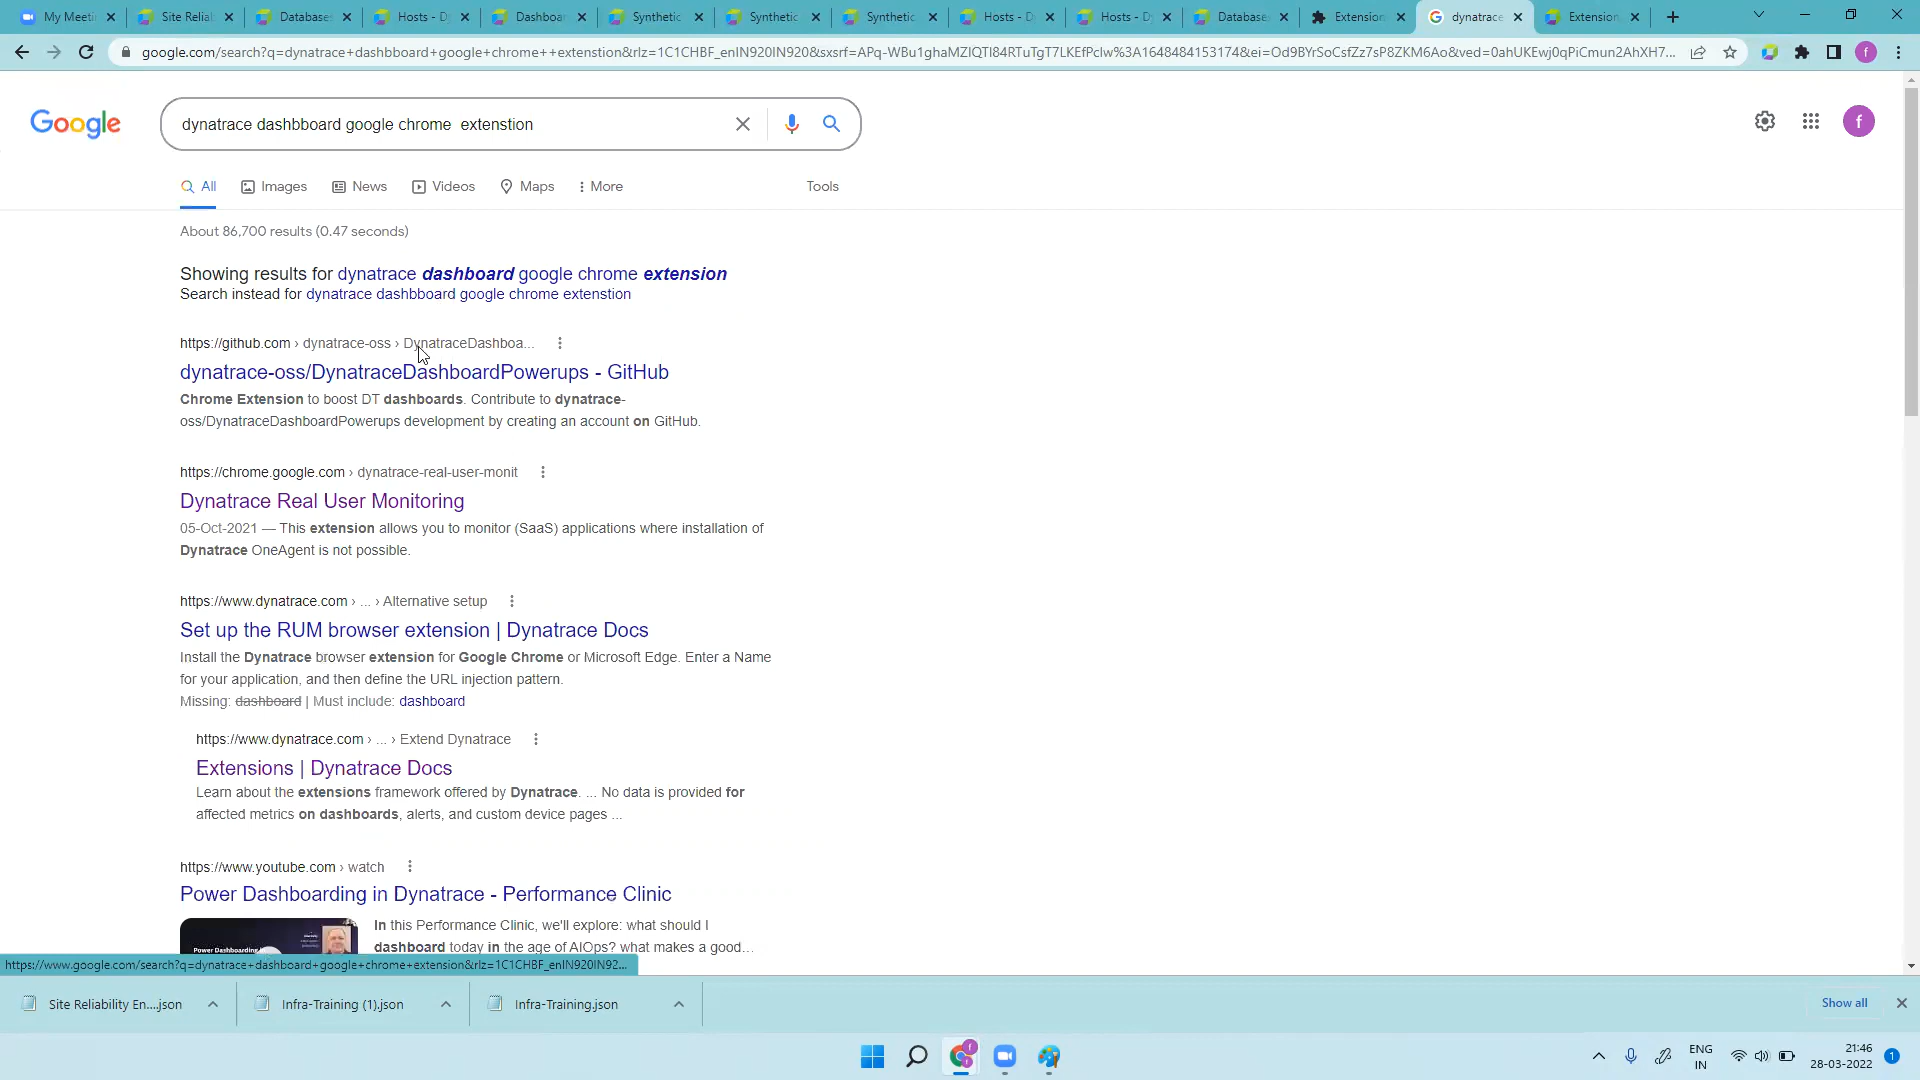 My Meeti
Site Relia
Databases
Hosts - D
Dashboar
Synthetic
Synthetic
Synthetic
Hosts - D
Hosts - Dy
Databases
Extension
dynatrace
Extension
google.com/search?q=dynatrace+dashbboard+google+chrome++extenstion&rlz=1C1CHBF_enIN920IN920&sxsrf=APq-WBu1ghaMZIQTl84RTuTgT7LKEfPclw%3A1648484153174&ei=Od9BYrSoCsfZz7sP8ZKM6Ao&ved=0ahUKEwj0qPiCmun2AhXH7...
f
Google
dynatrace dashbboard google chrome  extenstion
f
All
Images
News
Videos
Maps
More
Tools
About 86,700 results (0.47 seconds)
Showing results for dynatrace dashboard google chrome extension
Search instead for dynatrace dashbboard google chrome extenstion
https://github.com › dynatrace-oss › DynatraceDashboa...
dynatrace-oss/DynatraceDashboardPowerups - GitHub
Chrome Extension to boost DT dashboards. Contribute to dynatrace-
oss/DynatraceDashboardPowerups development by creating an account on GitHub.
https://chrome.google.com › dynatrace-real-user-monit
Dynatrace Real User Monitoring
05-Oct-2021 — This extension allows you to monitor (SaaS) applications where installation of
Dynatrace OneAgent is not possible.
https://www.dynatrace.com › ... › Alternative setup
Set up the RUM browser extension | Dynatrace Docs
Install the Dynatrace browser extension for Google Chrome or Microsoft Edge. Enter a Name
for your application, and then define the URL injection pattern.
Missing: dashboard | Must include: dashboard
https://www.dynatrace.com › ... › Extend Dynatrace
Extensions | Dynatrace Docs
Learn about the extensions framework offered by Dynatrace. ... No data is provided for
affected metrics on dashboards, alerts, and custom device pages ...
https://www.youtube.com › watch
Power Dashboarding in Dynatrace - Performance Clinic
In this Performance Clinic, we'll explore: what should I
dashboard today in the age of AIOps? what makes a good...
Power Dashboarding
https://www.google.com/search?q=dynatrace+dashboard+google+chrome+extension&rlz=1C1CHBF_enIN920IN92...
Site Reliability En....json
Infra-Training (1).json
Infra-Training.json
Show all
ENG
IN
21:46
28-03-2022
1